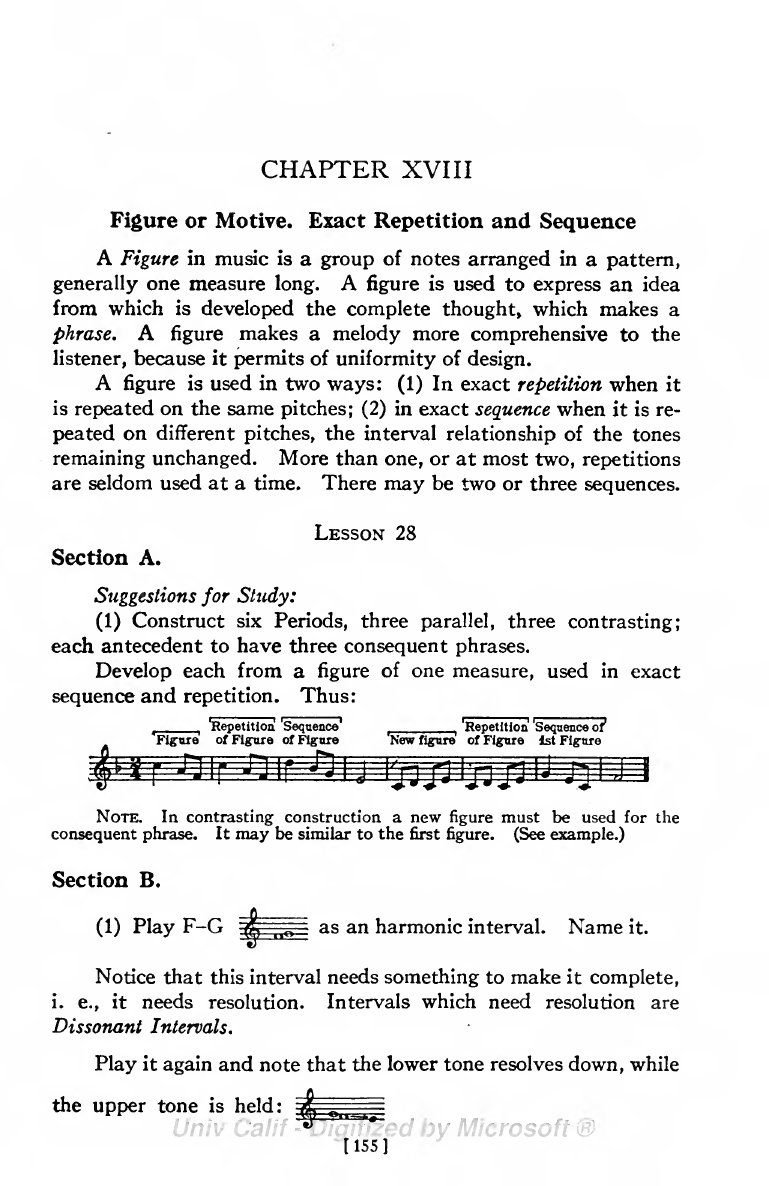 CHAPTER XVIII
Figure or Motive. Exact Repetition and Sequence
A Figure in music is a group of notes arranged in a pattern,
generally one measure long. A figure is used to express an idea
from which is developed the complete thought, which makes a
phrase. A figure makes a melody more comprehensive to the
listener, because it permits of uniformity of design.
A figure is used in two ways: (1) In exact repetition when it
is repeated on the same pitches; (2) in exact sequence when it is re-
peated on different pitches, the interval relationship of the tones
remaining unchanged. More than one, or at most two, repetitions
are seldom used at a time. There may be two or three sequences.
LESSON 28
Section A.
Suggestions for Study:
(1) Construct six Periods, three parallel, three contrasting;
each antecedent to have three consequent phrases.
Develop each from a figure of one measure, used in exact
sequence and repetition. Thus:
Repetition Sequence Repetition Sequence of
Figure of Figure of Figure New figure of Figure 1st Figure
2
4
NOTE. In contrasting construction a new figure must be used for the
consequent phrase. It may be similar to the first figure. (See example.)
Section B.
(1) Play F–G as an harmonic interval. Name it.
Notice that this interval needs something to make it complete,
i. e., it needs resolution. Intervals which need resolution are
Dissonant Intervals.
Play it again and note that the lower tone resolves down, while
the upper tone is held:
Univ Calif - Digitized by Microsoft ®
[ 155 ]